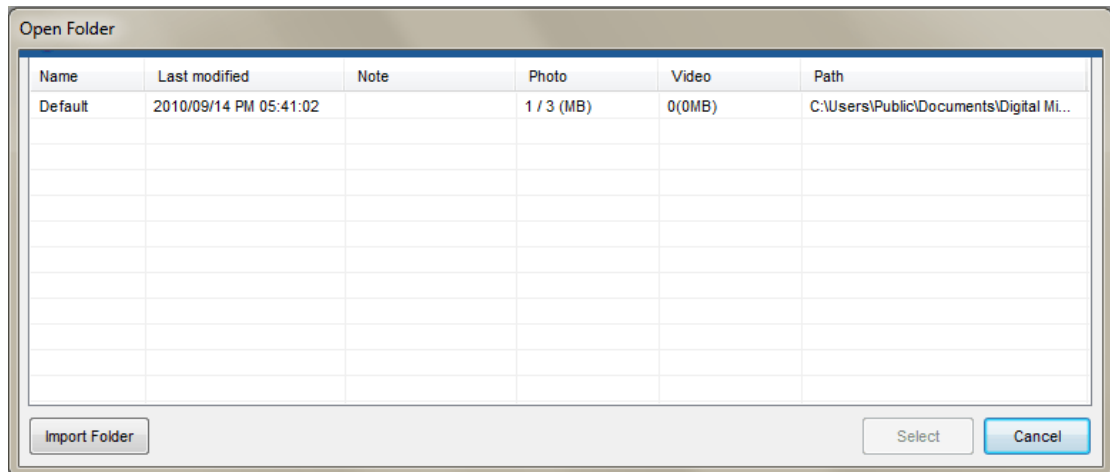 Open Folder
Name Last modified Note Photo Video Path
Default 2010/09/14 PM 05:41:02 1 / 3 (MB) 0(0MB) C:\Users\Public\Documents\Digital Mi...
Import Folder Select Cancel